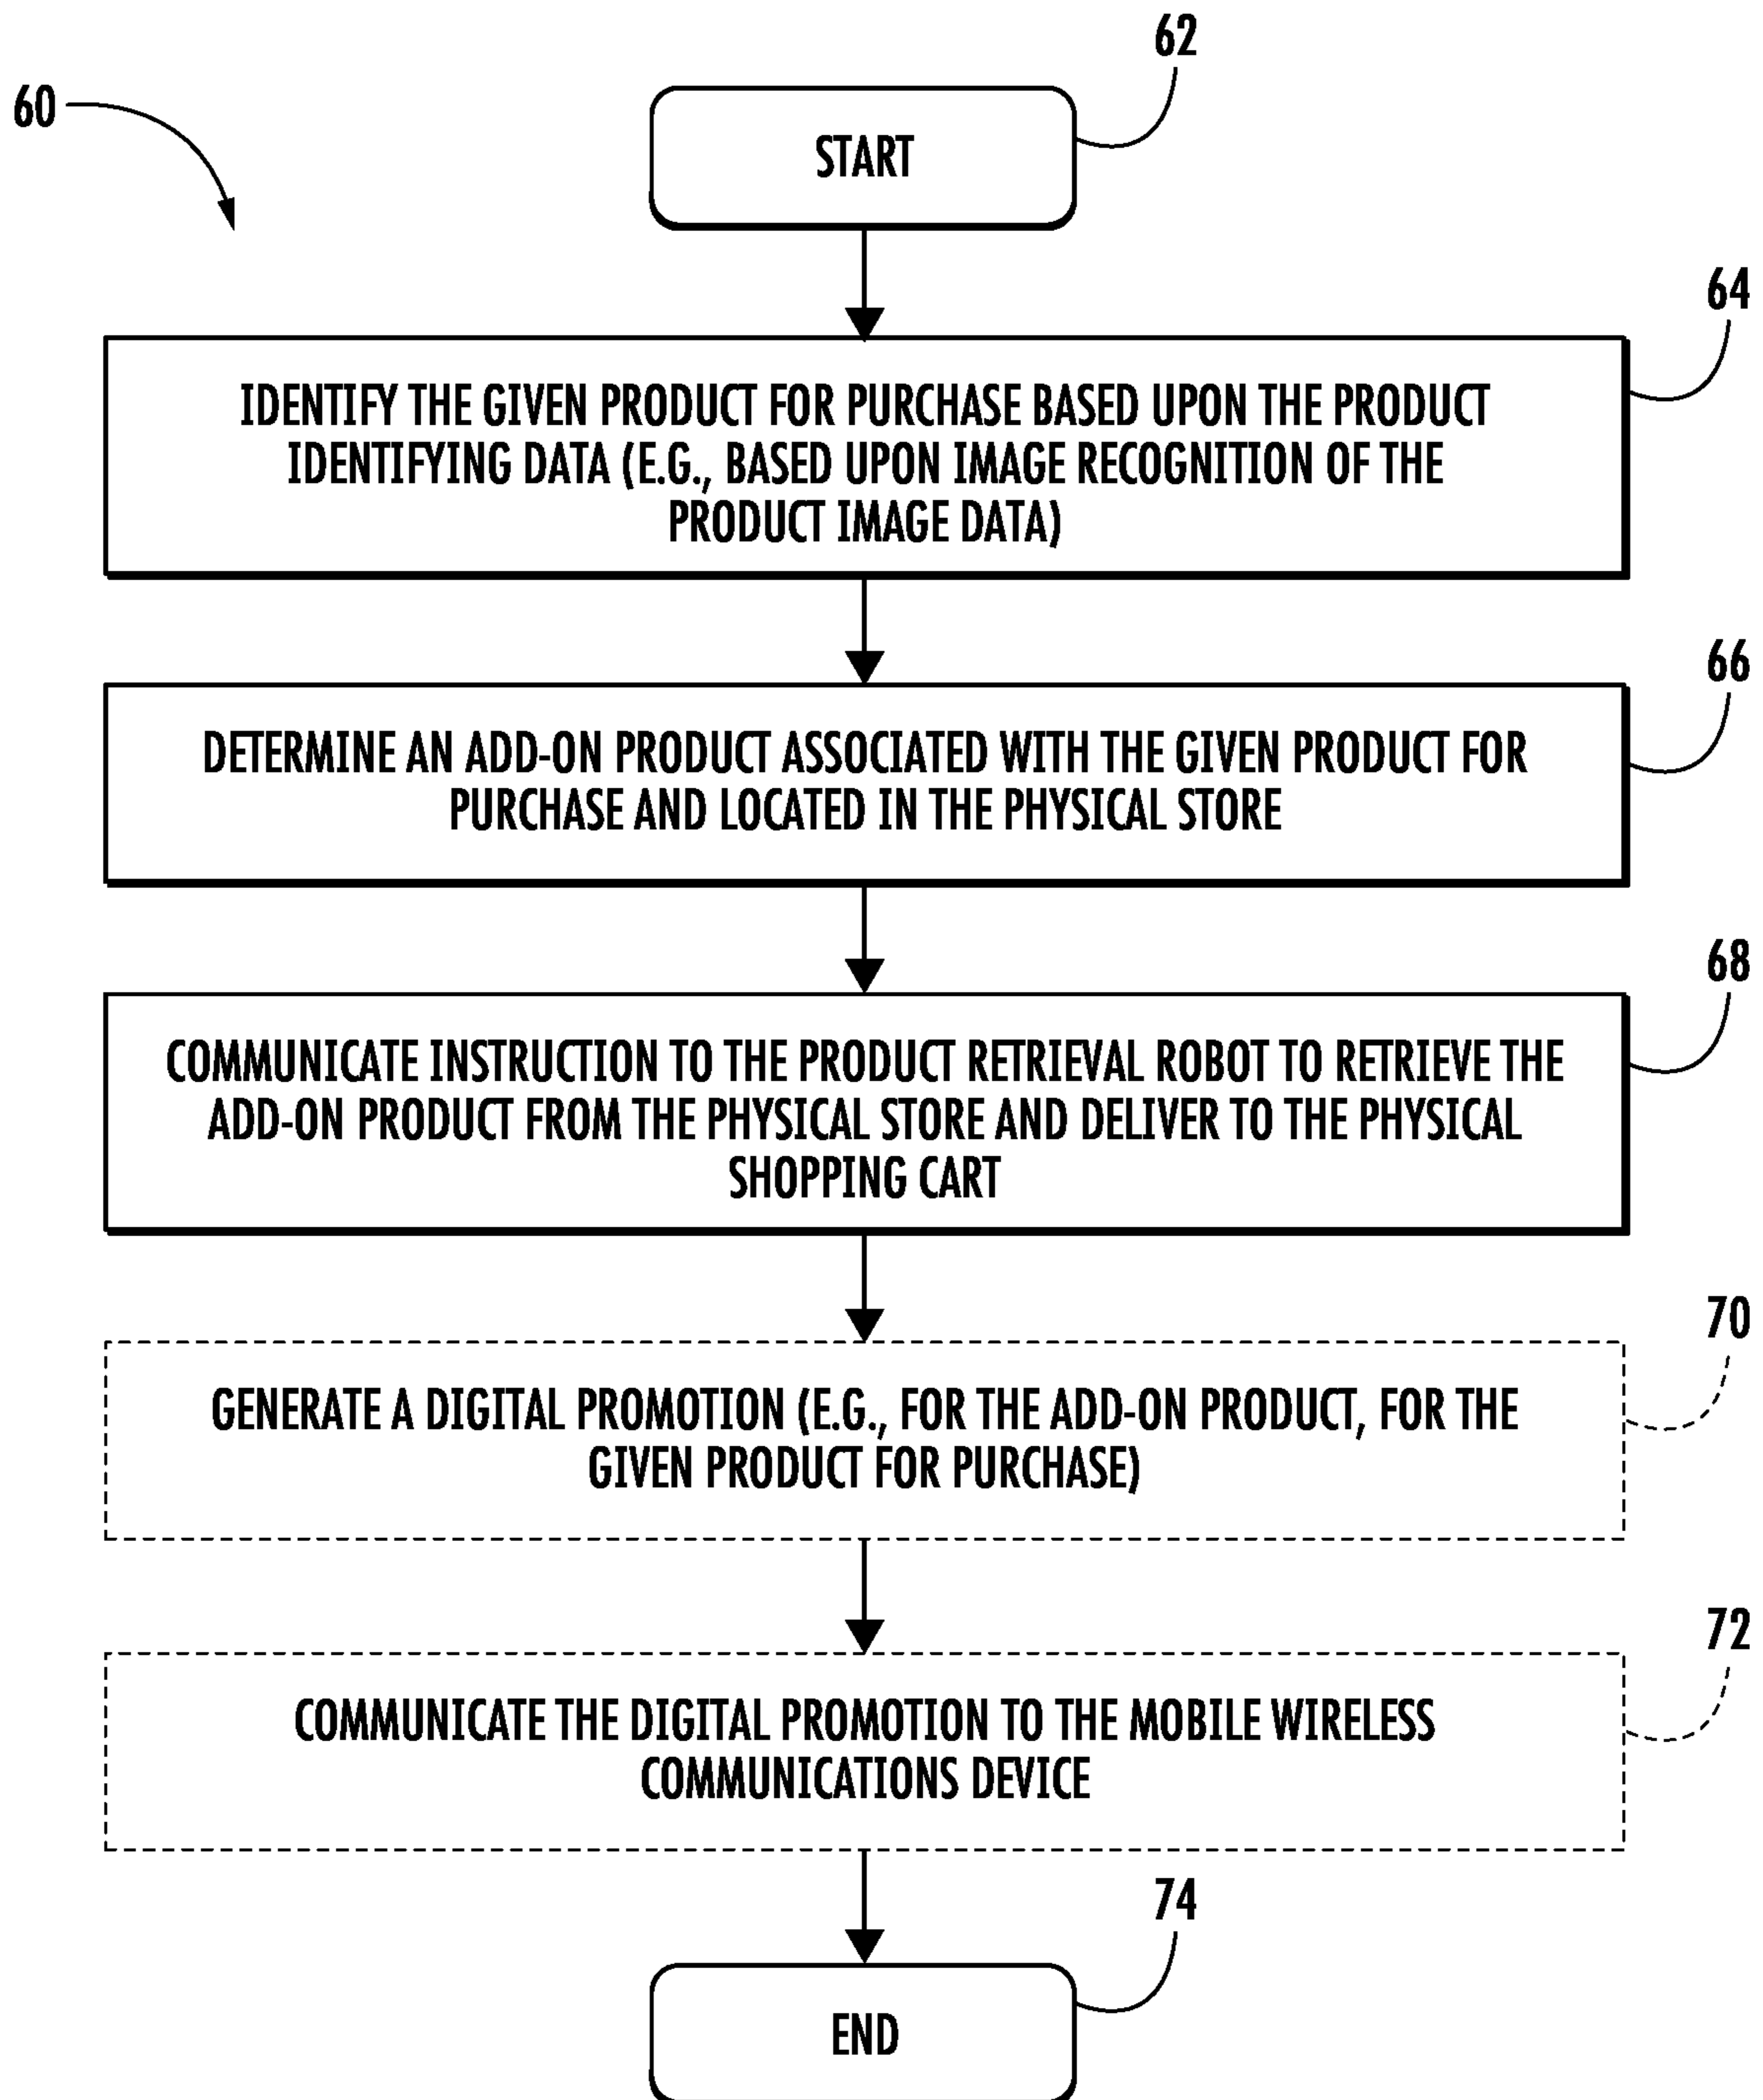 62
60
START
64
IDENTIFY THE GIVEN PRODUCT FOR PURCHASE BASED UPON THE PRODUCT
IDENTIFYING DATA (E.G., BASED UPON IMAGE RECOGNITION OF THE
PRODUCT IMAGE DATA)
66
DETERMINE AN ADD-ON PRODUCT ASSOCIATED WITH THE GIVEN PRODUCT FOR
PURCHASE AND LOCATED IN THE PHYSICAL STORE
68
COMMUNICATE INSTRUCTION TO THE PRODUCT RETRIEVAL ROBOT TO RETRIEVE THE
ADD-ON PRODUCT FROM THE PHYSICAL STORE AND DELIVER TO THE PHYSICAL
SHOPPING CART
70
GENERATE A DIGITAL PROMOTION (E.G., FOR THE ADD-ON PRODUCT, FOR THE
GIVEN PRODUCT FOR PURCHASE)
72
COMMUNICATE THE DIGITAL PROMOTION TO THE MOBILE WIRELESS
COMMUNICATIONS DEVICE
74
END